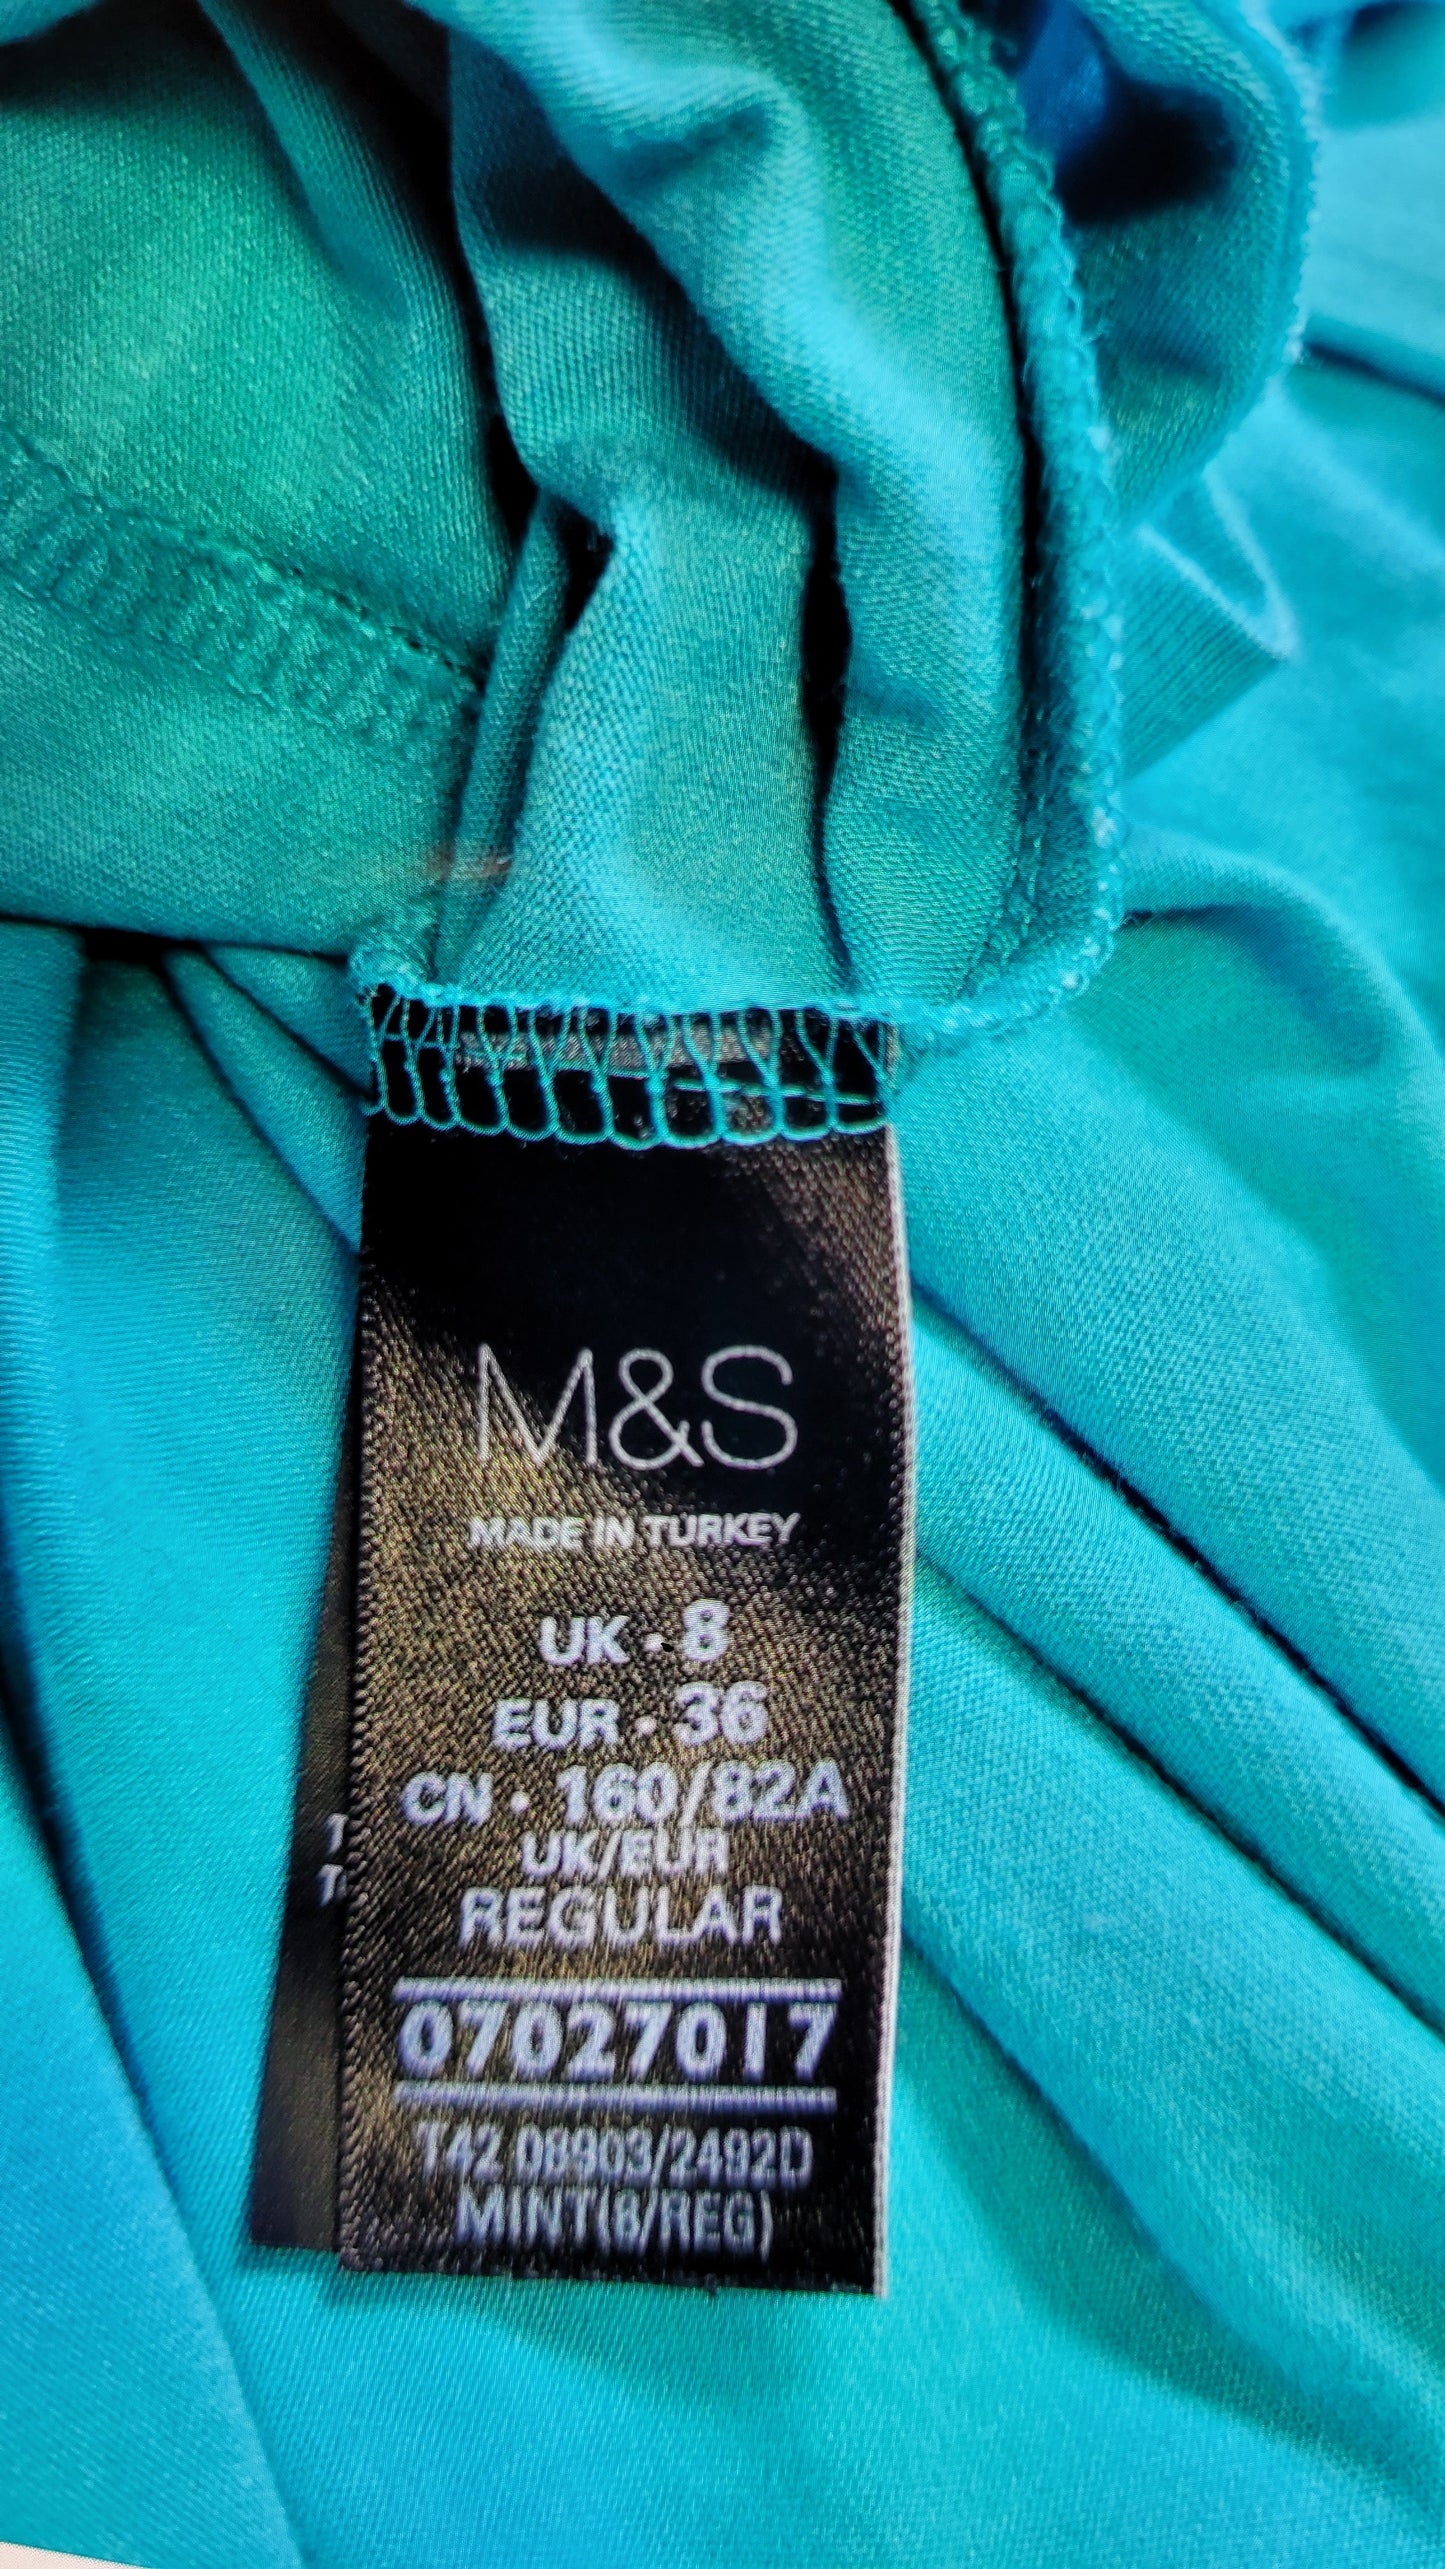 M&S
MADE IN TURKEY
UK • 8
EUR • 36
CN • 160/82A
UK/EUR
REGULAR
07027017
T42 08903/2492D
MINT(8/REG)